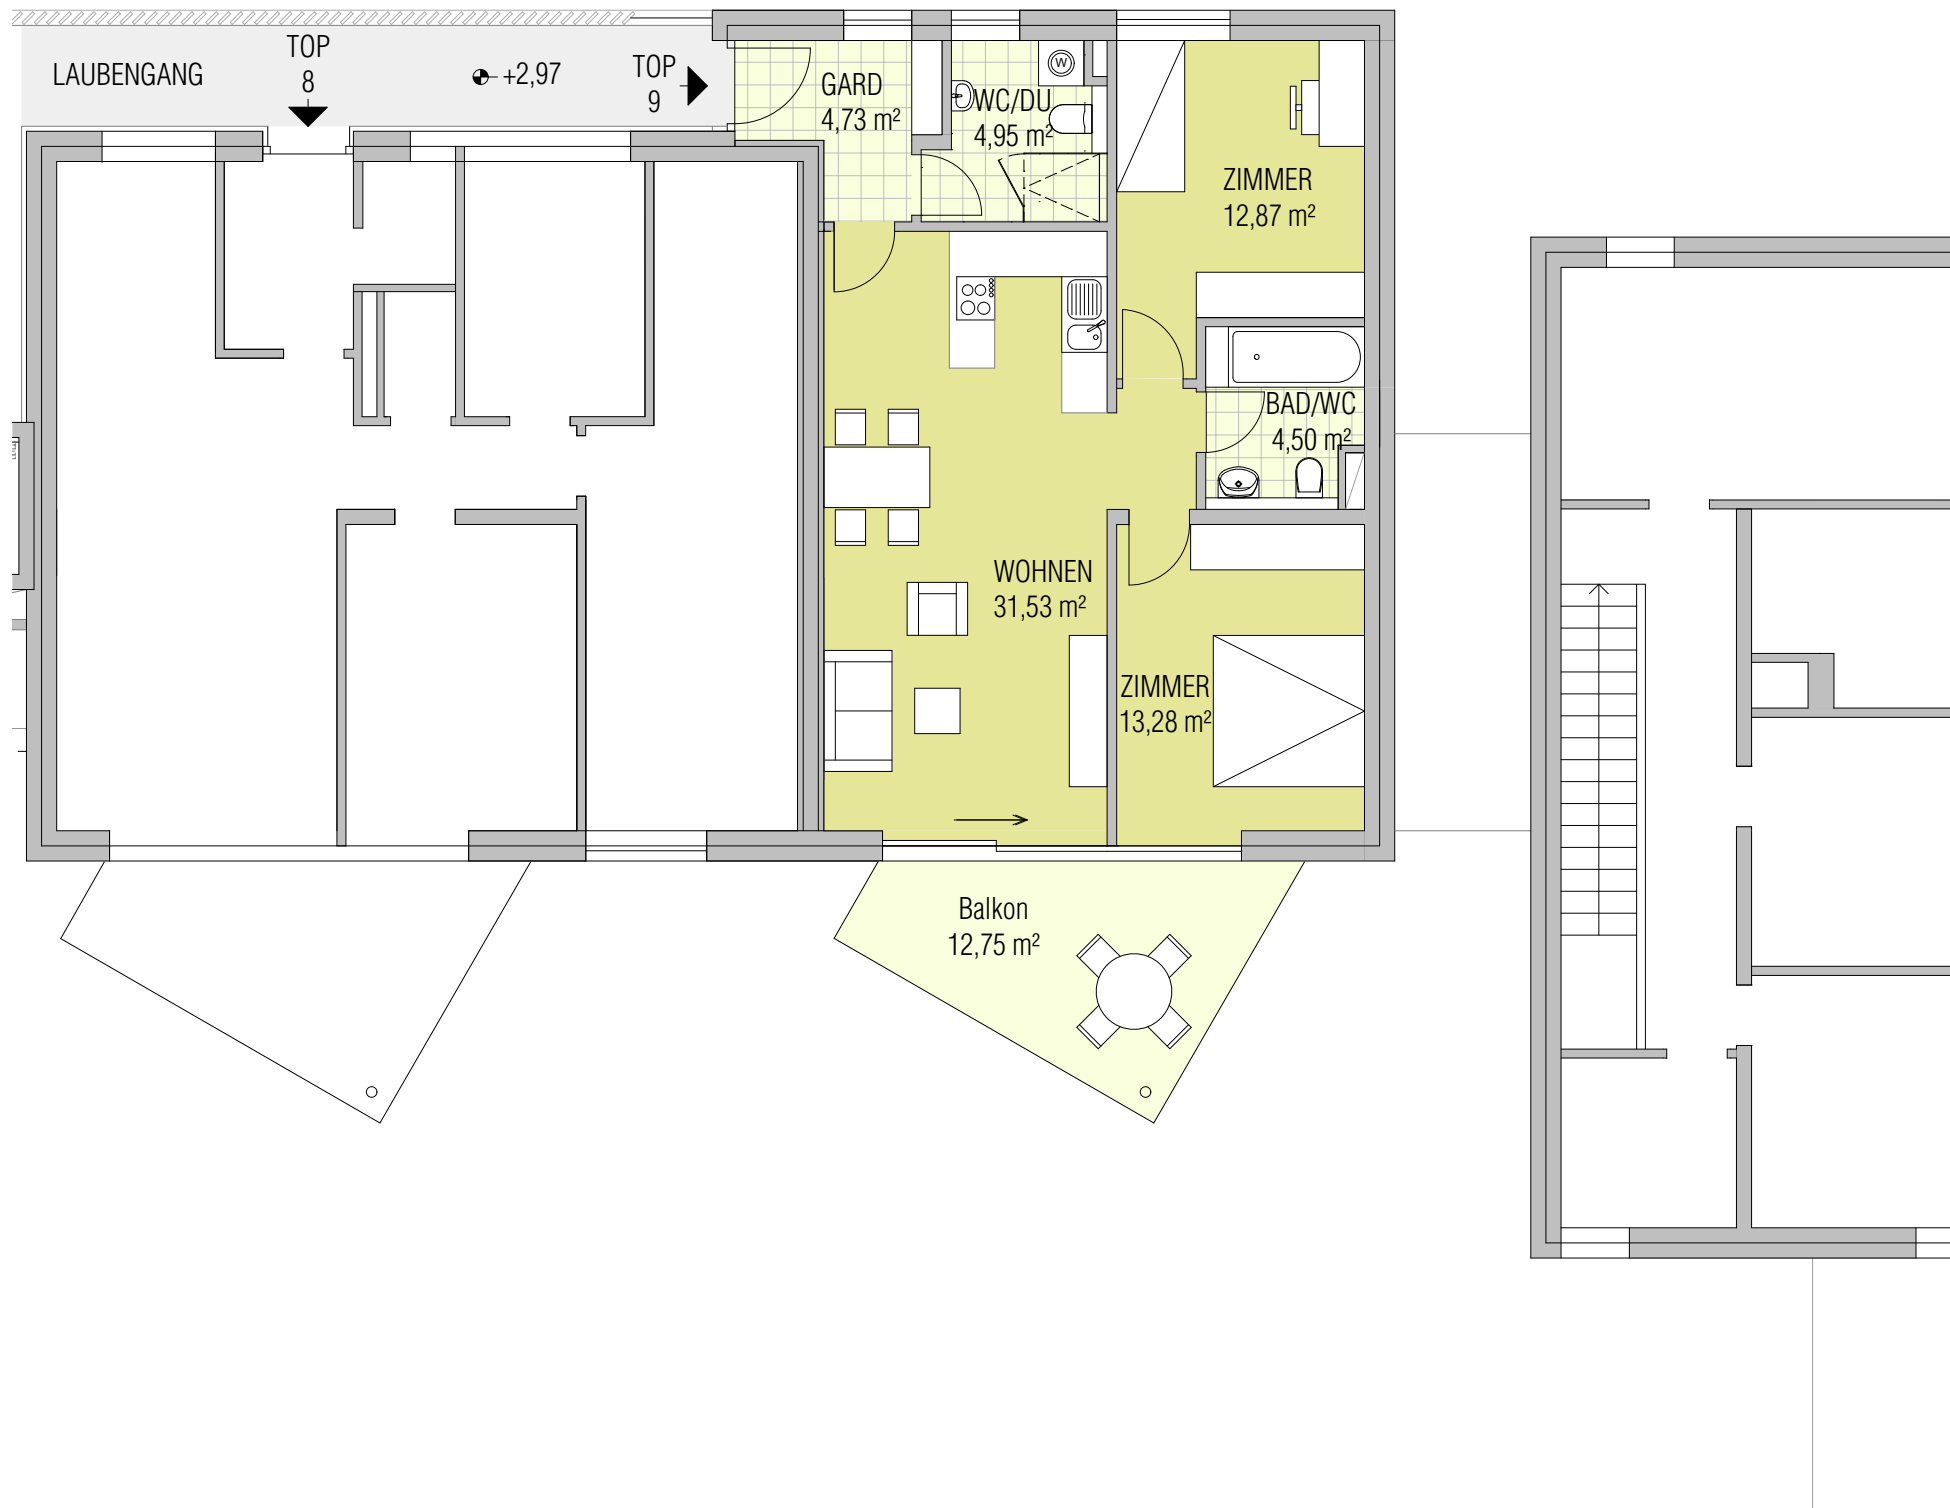 LAUBENGANG
TOP
8
+2,97
TOP
9
GARD
4,73 m²
WC/DU
4,95 m²
W
ZIMMER
12,87 m²
BAD/WC
4,50 m²
WOHNEN
31,53 m²
ZIMMER
13,28 m²
Balkon
12,75 m²